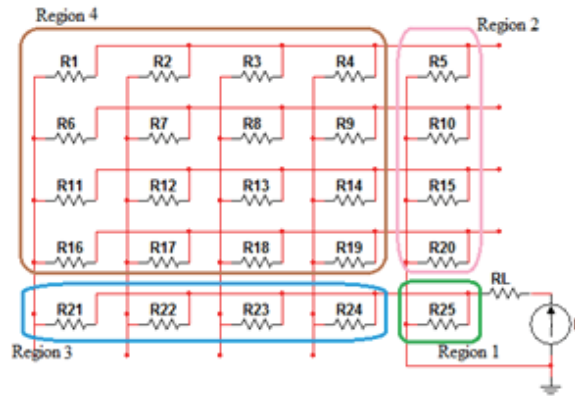 Region 4
Region 2
R1 R2 R3 R4 R5
R6 R7 R8 R9 R10
R11 R12 R13 R14 R15
R16 R17 R18 R19 R20
RL
R21 R22 R23 R24 R25
Region 3
Region 1